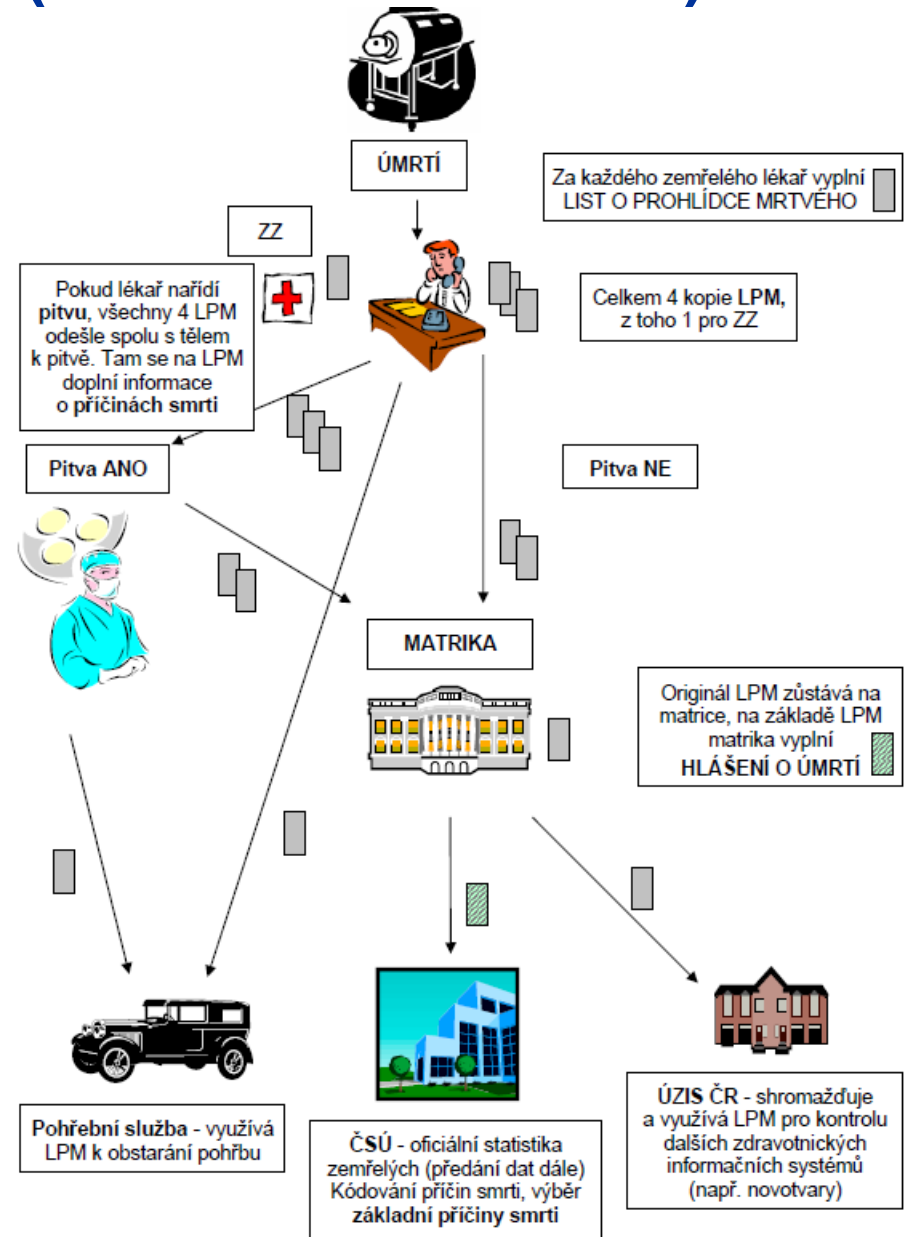 ÚMRTÍ
Za každého zemřelého lékař vyplní
LIST O PROHLÍDCE MRTVÉHO
ZZ
Pokud lékař nařídí
pitvu, všechny 4 LPM
odešle spolu s tělem
k pitvě. Tam se na LPM
doplní informace
o příčinách smrti
Celkem 4 kopie LPM,
z toho 1 pro ZZ
Pitva ANO
Pitva NE
MATRIKA
Originál LPM zůstává na
matrice, na základě LPM
matrika vyplní
HLÁŠENÍ O ÚMRTÍ
Pohřební služba - využívá
LPM k obstarání pohřbu
ČSÚ - oficiální statistika
zemřelých (předání dat dále)
Kódování příčin smrti, výběr
základní příčiny smrti
ÚZIS ČR - shromažďuje
a využívá LPM pro kontrolu
dalších zdravotnických
informačních systémů
(např. novotvary)